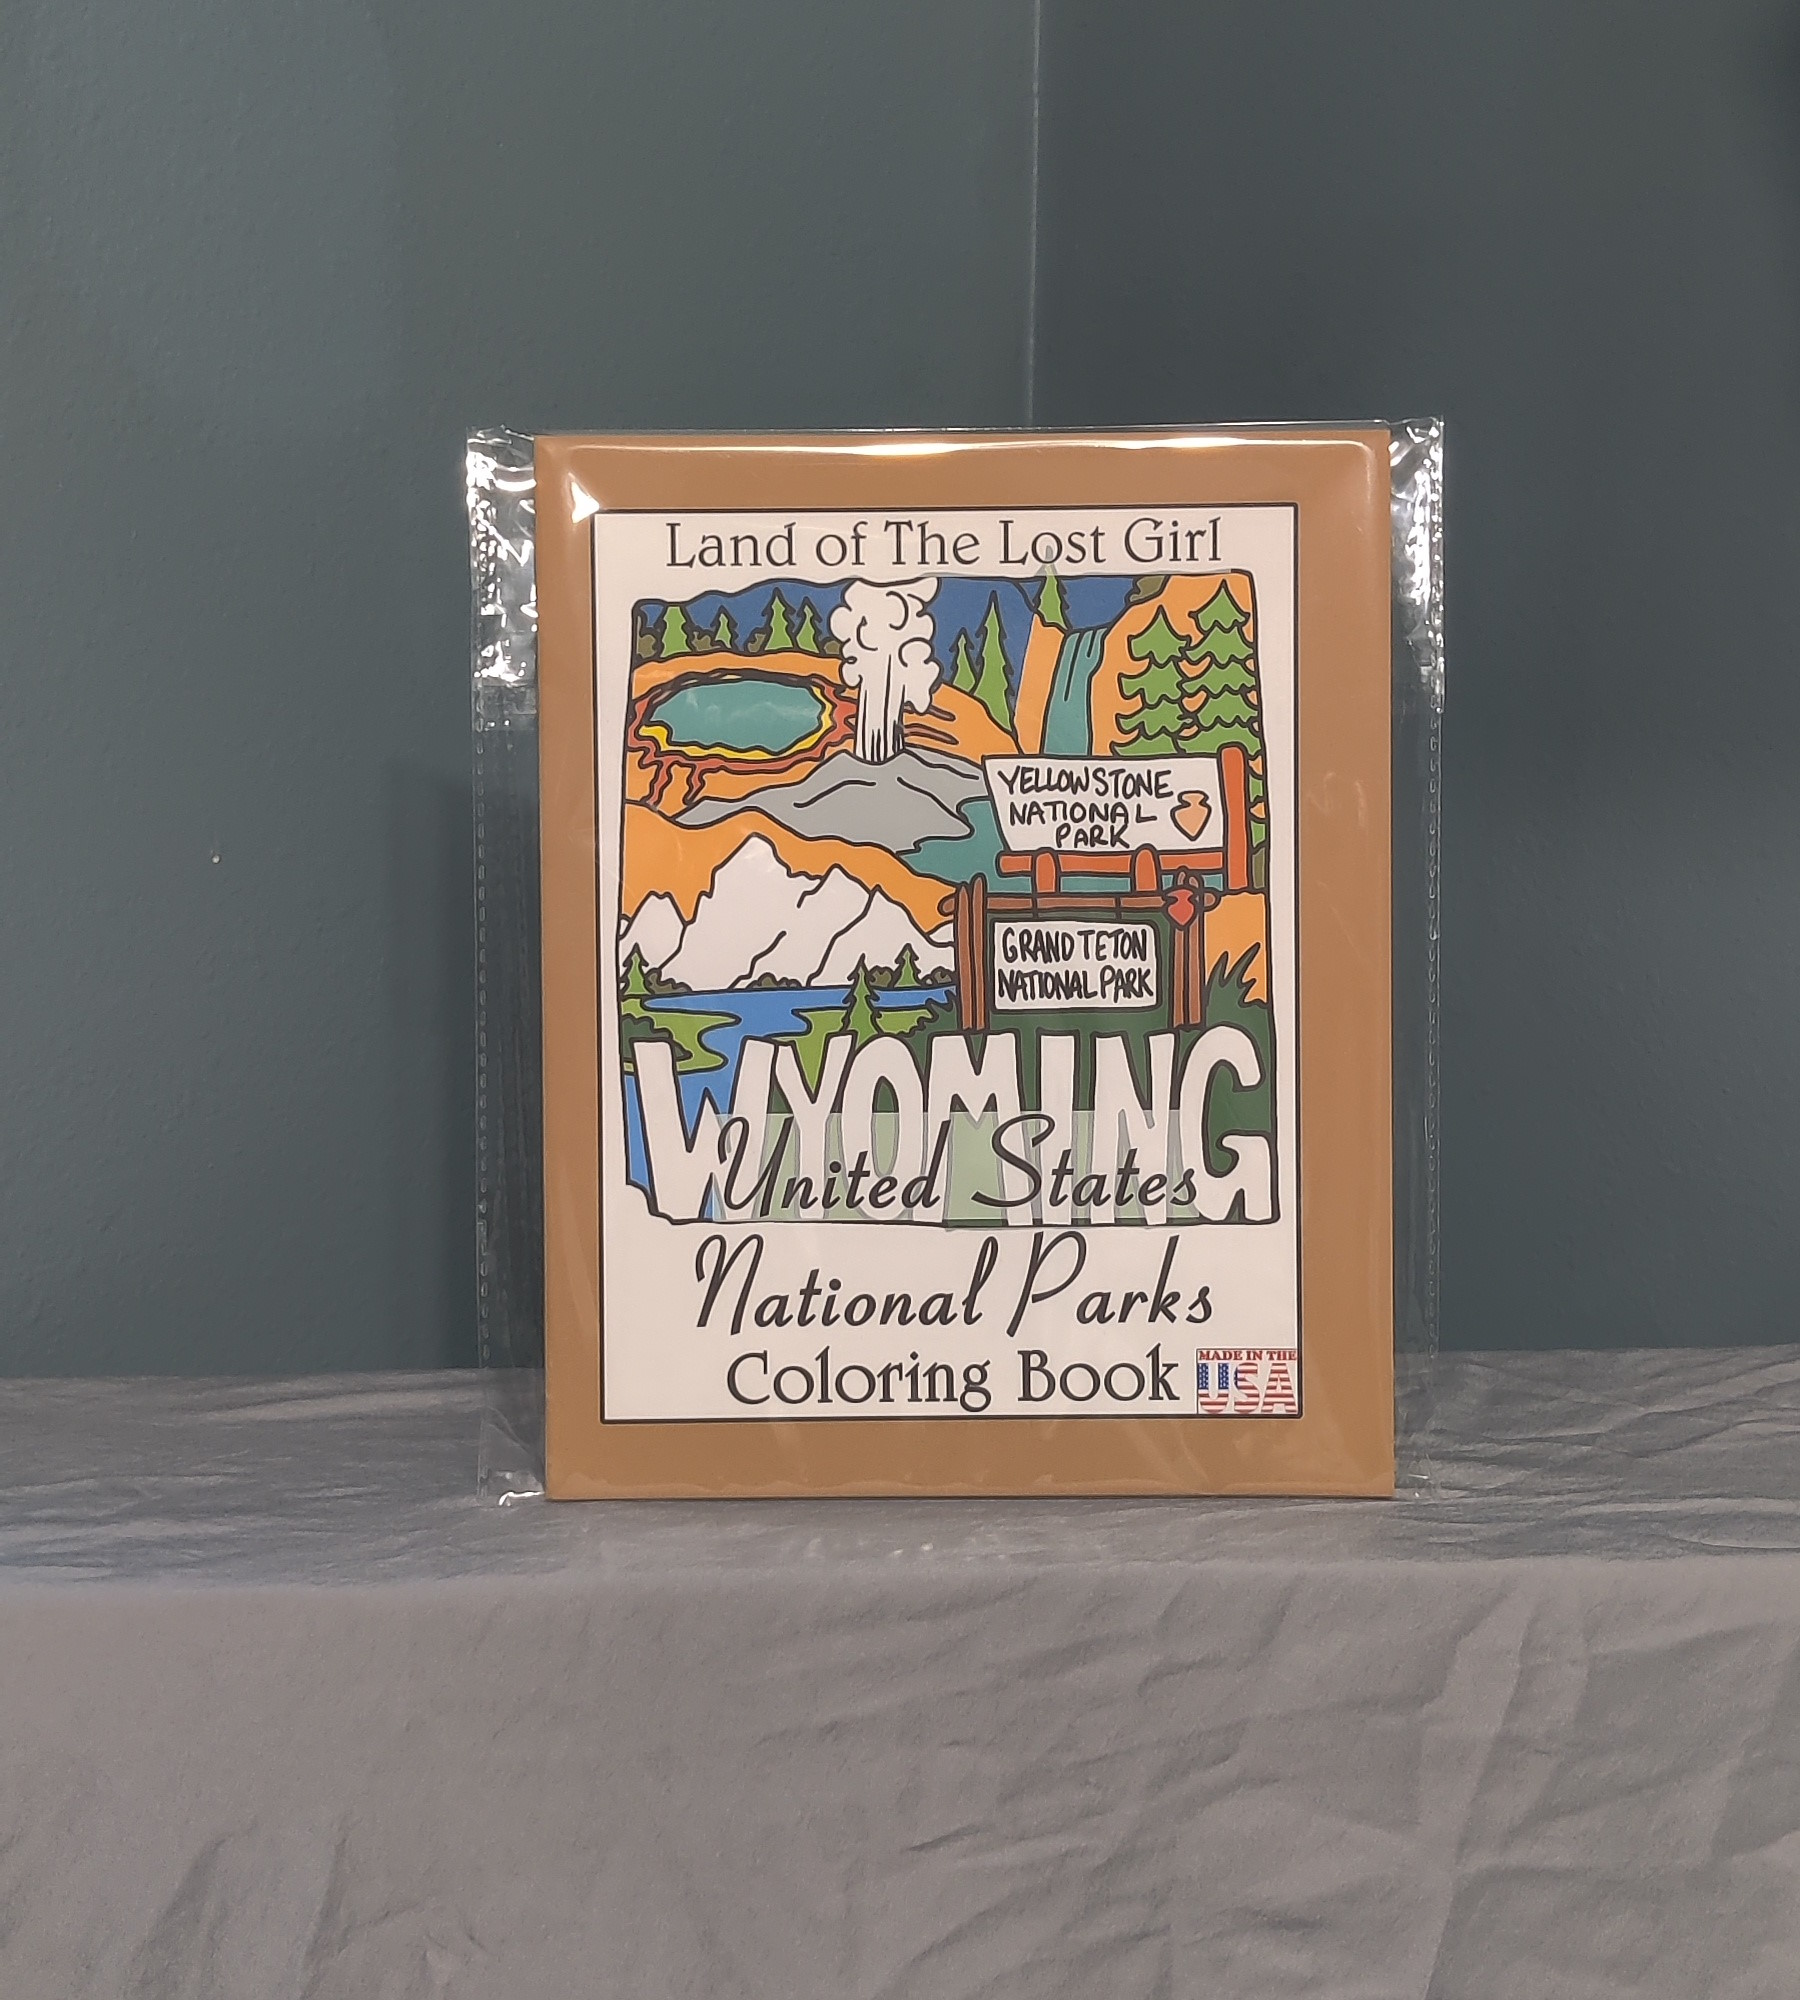 Land of The Lost Girl
YELLOWSTONE
NATIONAL
PARK
GRAND TETON
NATIONAL PARK
WYOMING
United States
National Parks
Coloring Book
MADE IN THE
USA